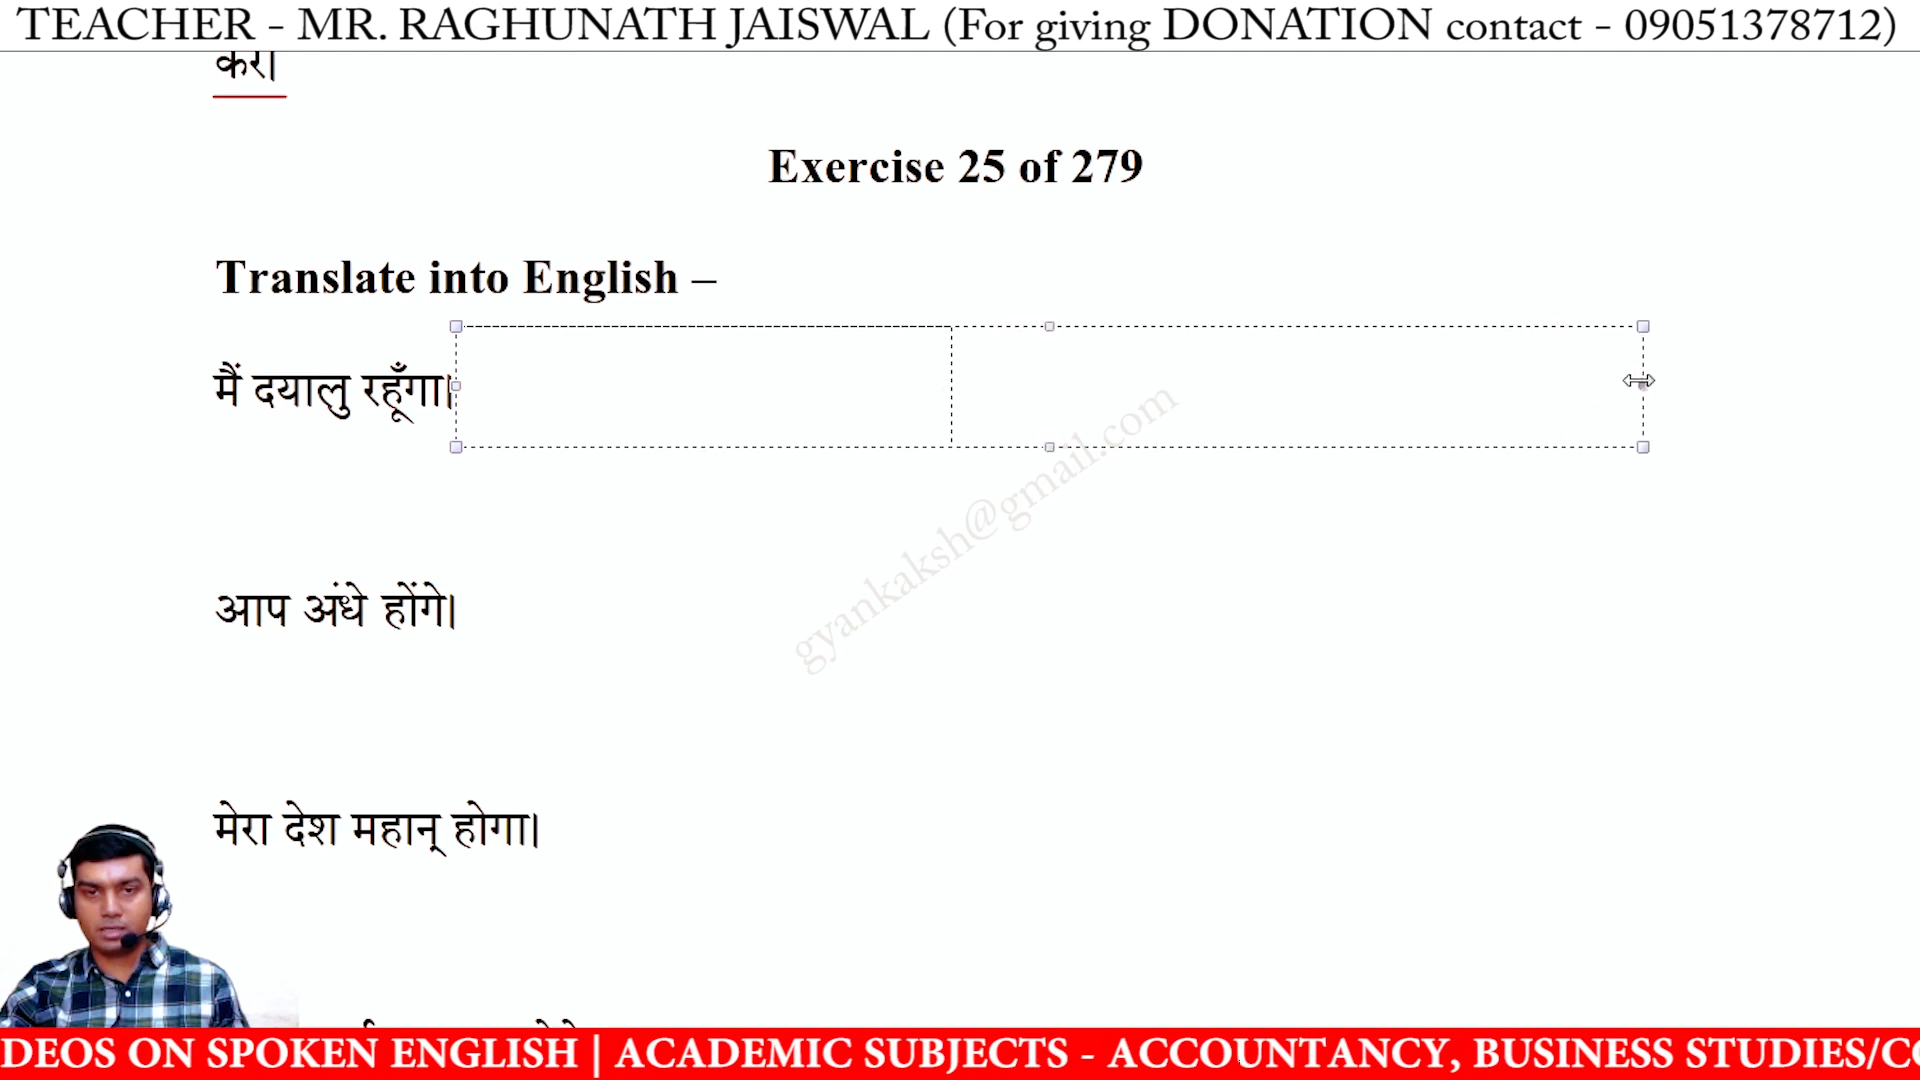 TEACHER - MR. RAGHUNATH JAISWAL (For giving DONATION contact - 09051378712)
करो।
Exercise 25 of 279
Translate into English –
मैं दयालु रहूँगा।
gyankaksh@gmail.com
आप अंधे होंगे।
मेरा देश महान् होगा।
DEOS ON SPOKEN ENGLISH | ACADEMIC SUBJECTS - ACCOUNTANCY, BUSINESS STUDIES/CO